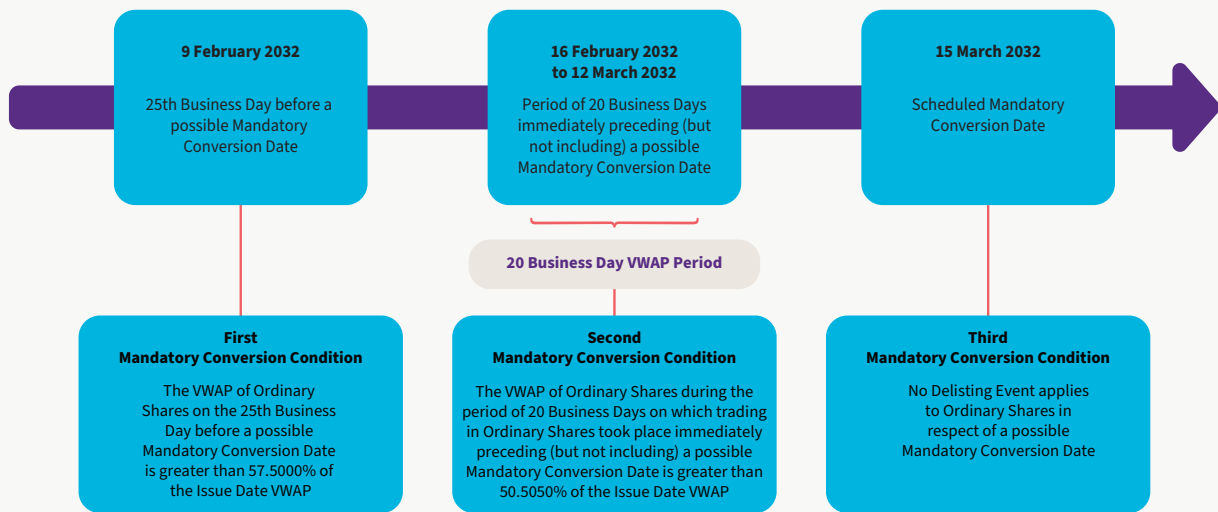 9 February 2032
25th Business Day before a
possible Mandatory
Conversion Date
16 February 2032
to 12 March 2032
Period of 20 Business Days
immediately preceding (but
not including) a possible
Mandatory Conversion Date
15 March 2032
Scheduled Mandatory
Conversion Date
20 Business Day VWAP Period
First
Mandatory Conversion Condition
The VWAP of Ordinary
Shares on the 25th Business
Day before a possible
Mandatory Conversion Date
is greater than 57.5000% of
the Issue Date VWAP
Second
Mandatory Conversion Condition
The VWAP of Ordinary Shares during the
period of 20 Business Days on which trading
in Ordinary Shares took place immediately
preceding (but not including) a possible
Mandatory Conversion Date is greater than
50.5050% of the Issue Date VWAP
Third
Mandatory Conversion Condition
No Delisting Event applies
to Ordinary Shares in
respect of a possible
Mandatory Conversion Date